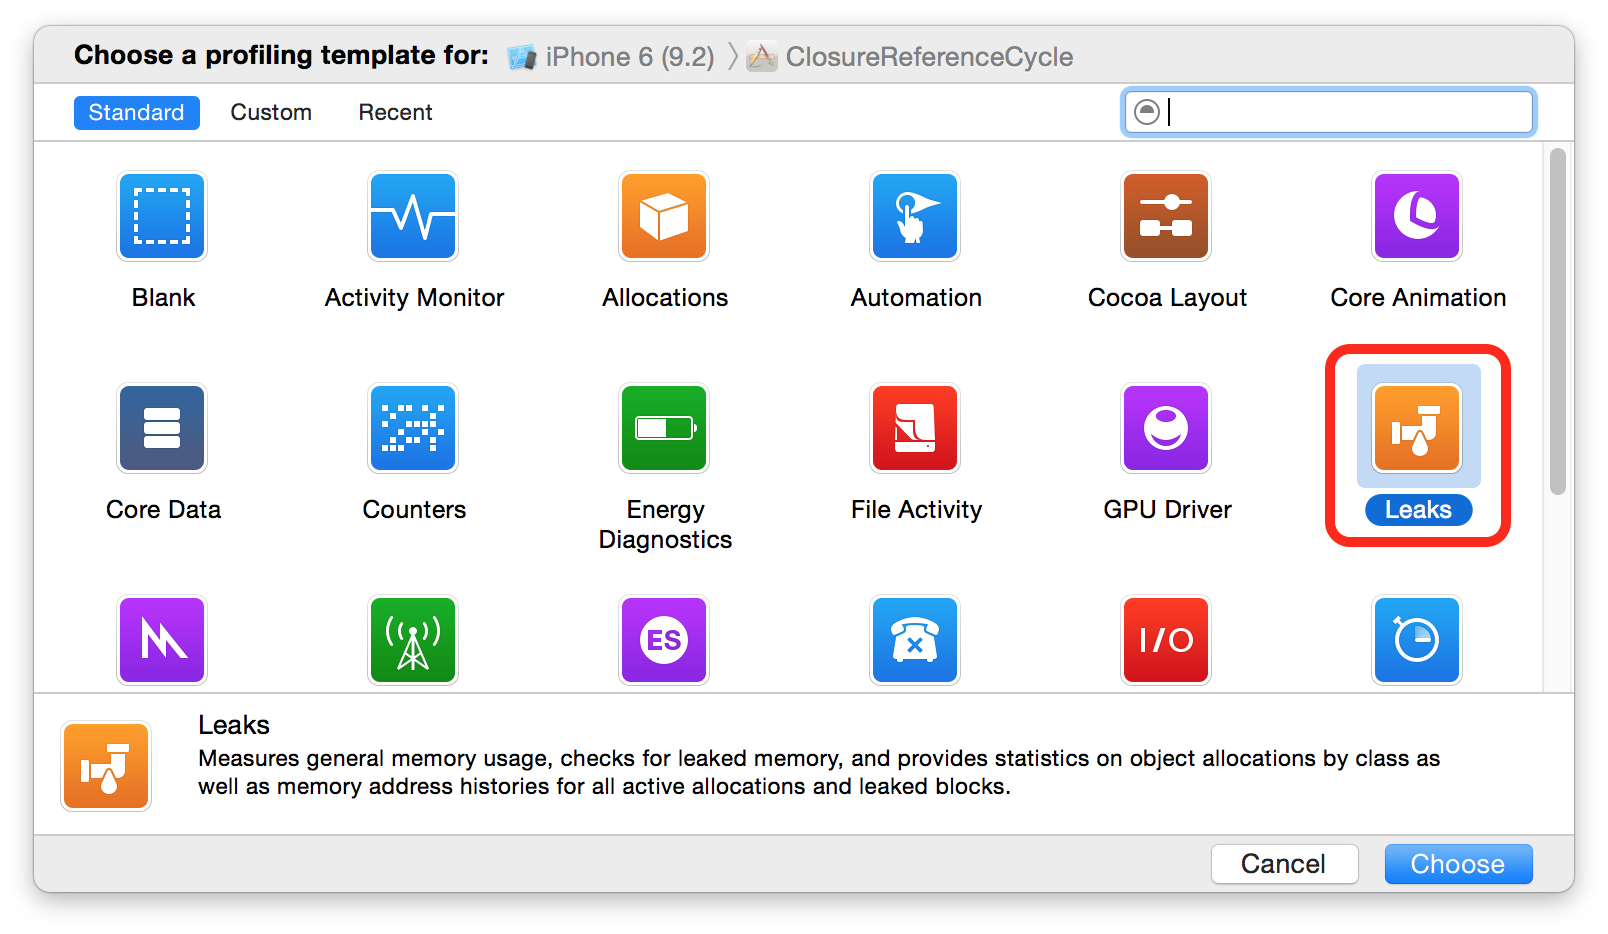 Choose a profiling template for: iPhone 6 (9.2) ClosureReferenceCycle
Standard Custom Recent
Blank Activity Monitor Allocations Automation Cocoa Layout Core Animation
Core Data Counters Energy Diagnostics File Activity GPU Driver Leaks
ES I/O
Leaks
Measures general memory usage, checks for leaked memory, and provides statistics on object allocations by class as
well as memory address histories for all active allocations and leaked blocks.
Cancel Choose